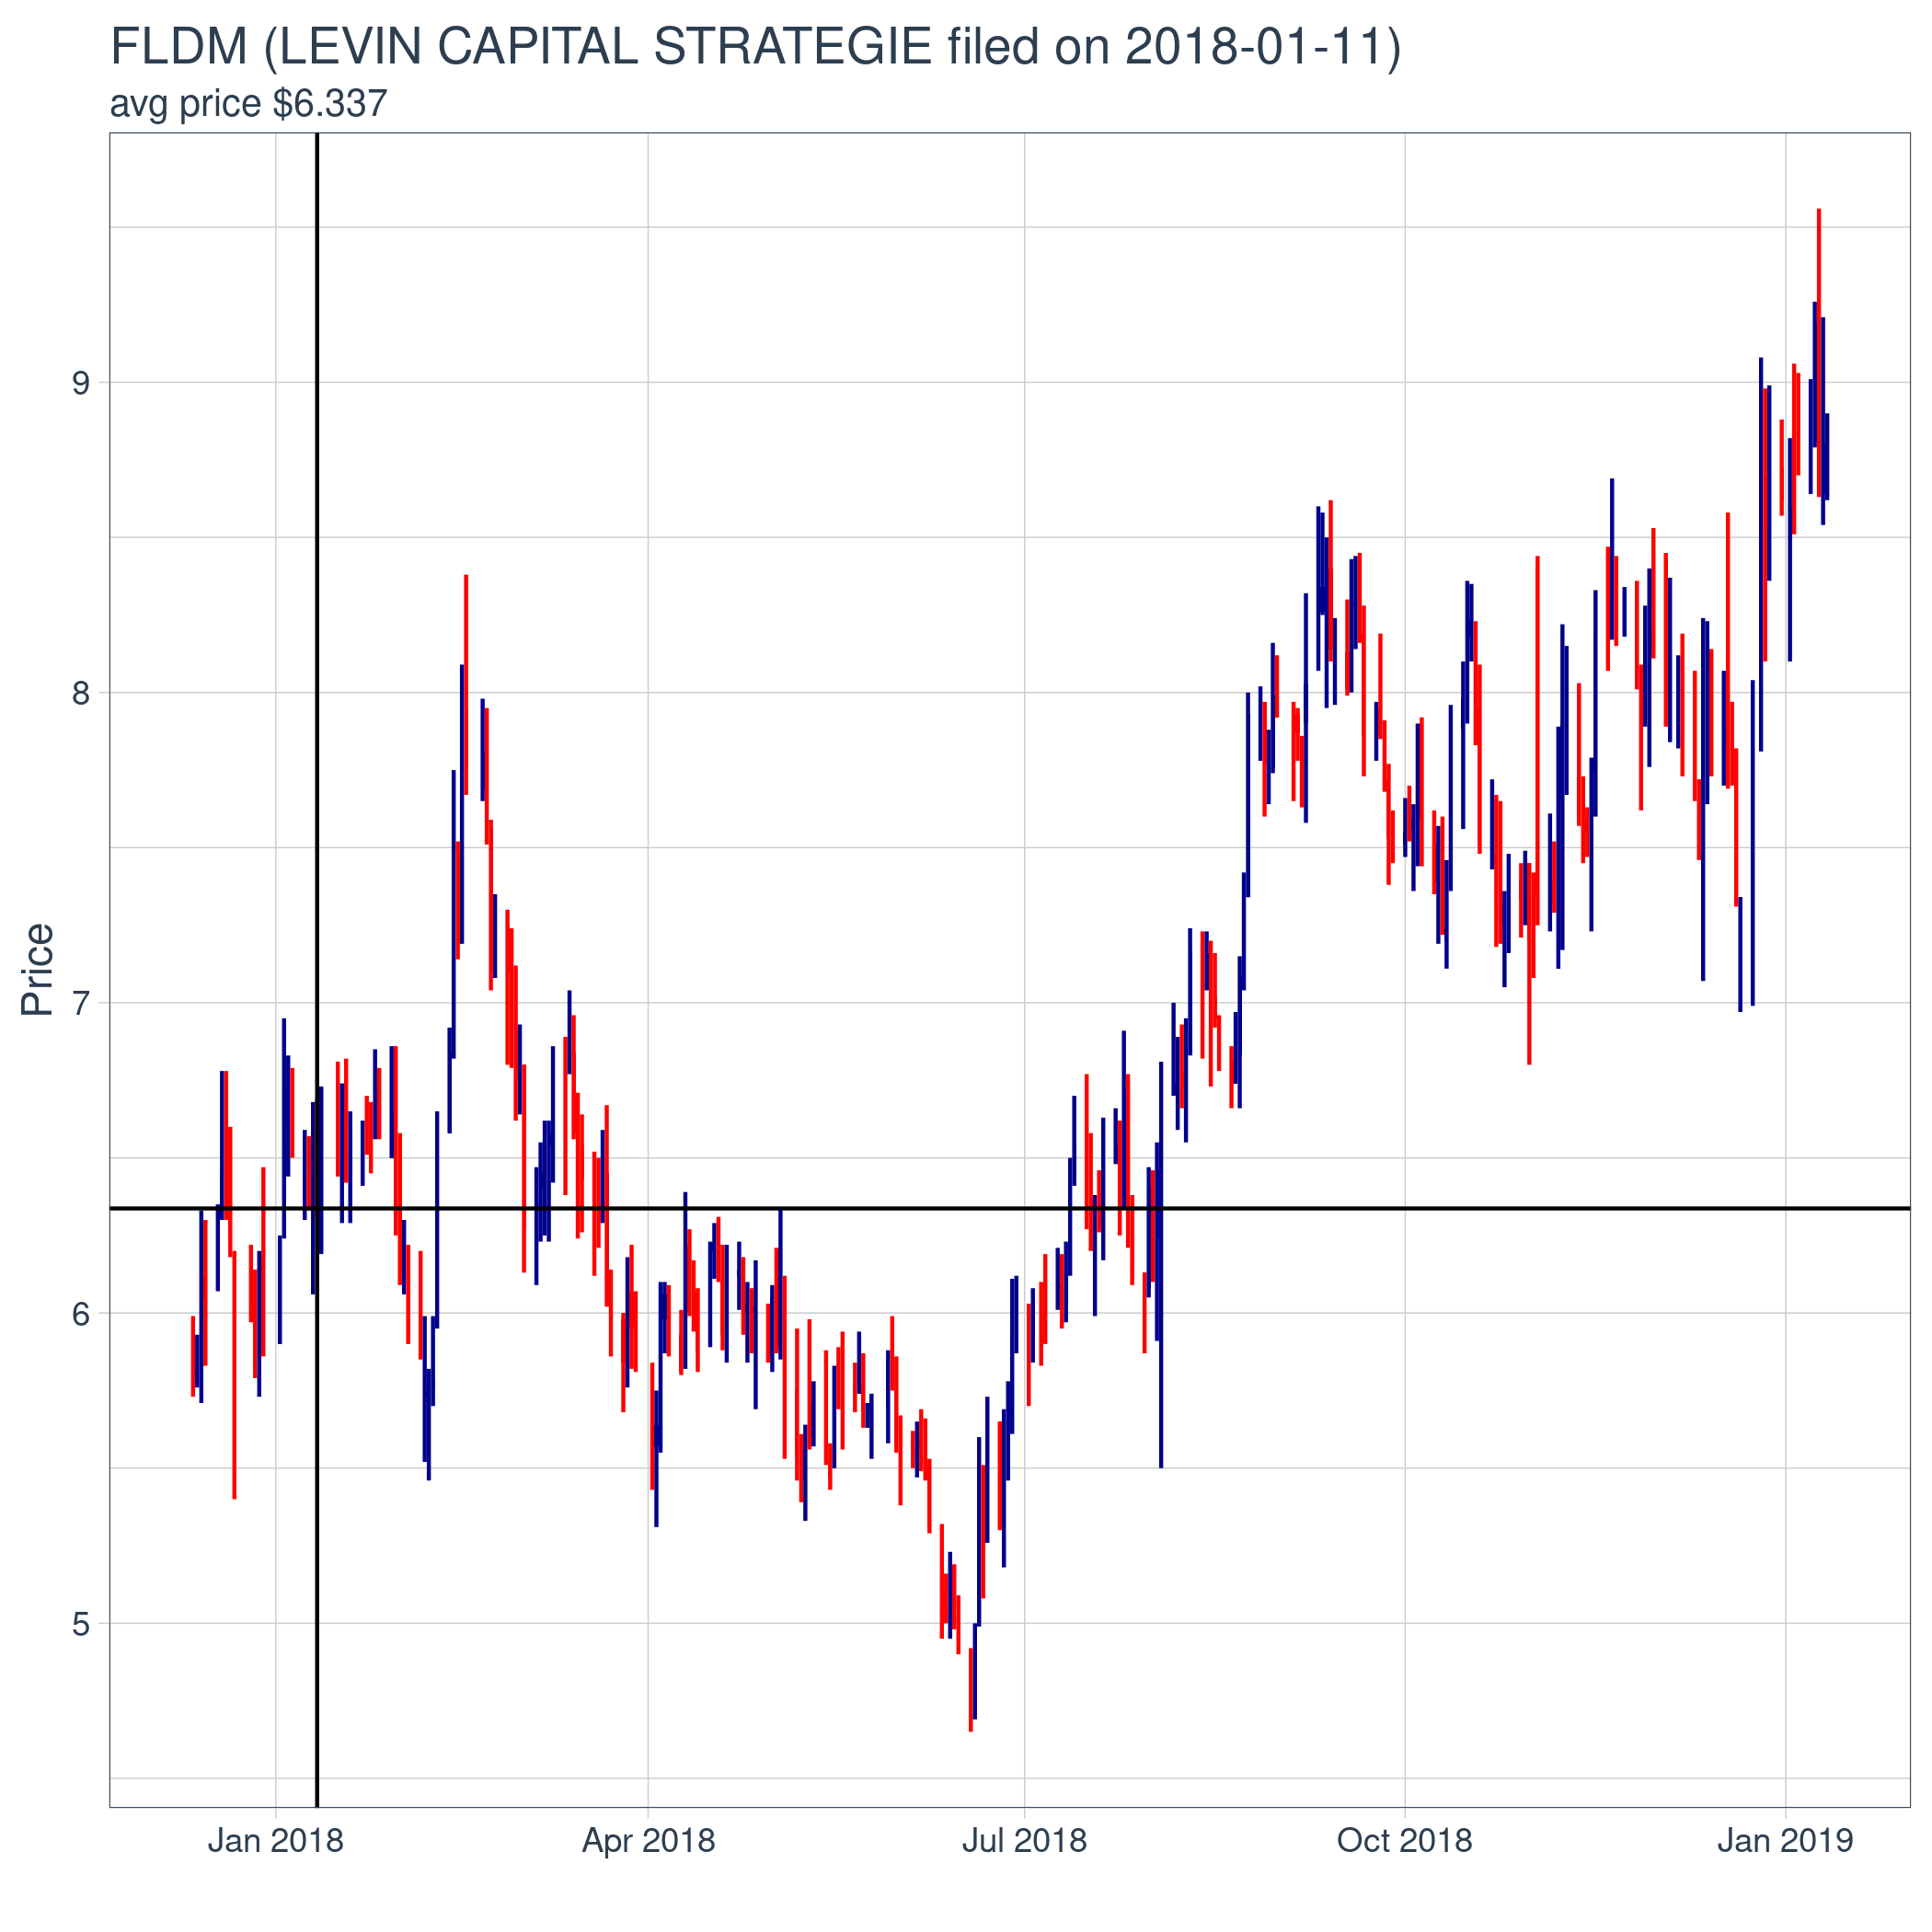 FLDM (LEVIN CAPITAL STRATEGIE filed on 2018-01-11)
avg price $6.337
Price
9
8
7
6
5
Jan 2018
Apr 2018
Jul 2018
Oct 2018
Jan 2019